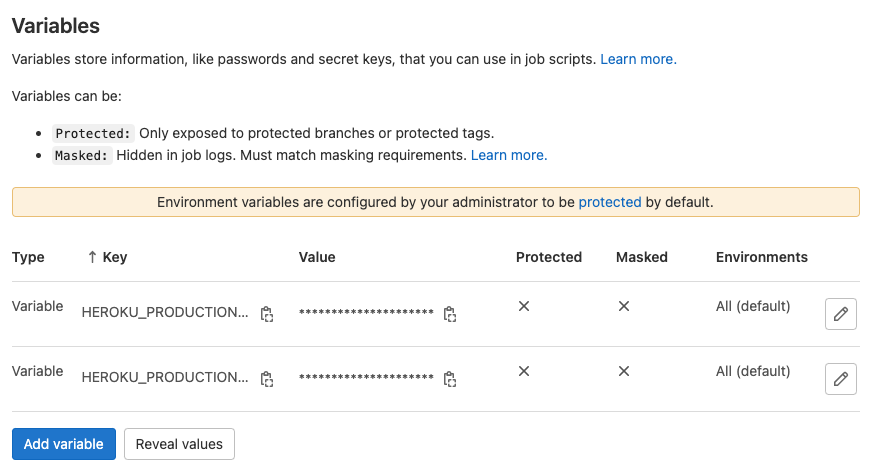 Variables
Variables store information, like passwords and secret keys, that you can use in job scripts. Learn more.
Variables can be:
• Protected: Only exposed to protected branches or protected tags.
• Masked: Hidden in job logs. Must match masking requirements. Learn more.
Environment variables are configured by your administrator to be protected by default.
Type ↑ Key Value Protected Masked Environments
Variable HEROKU_PRODUCTION... ********************* × × All (default)
Variable HEROKU_PRODUCTION... ********************* × × All (default)
Add variable Reveal values